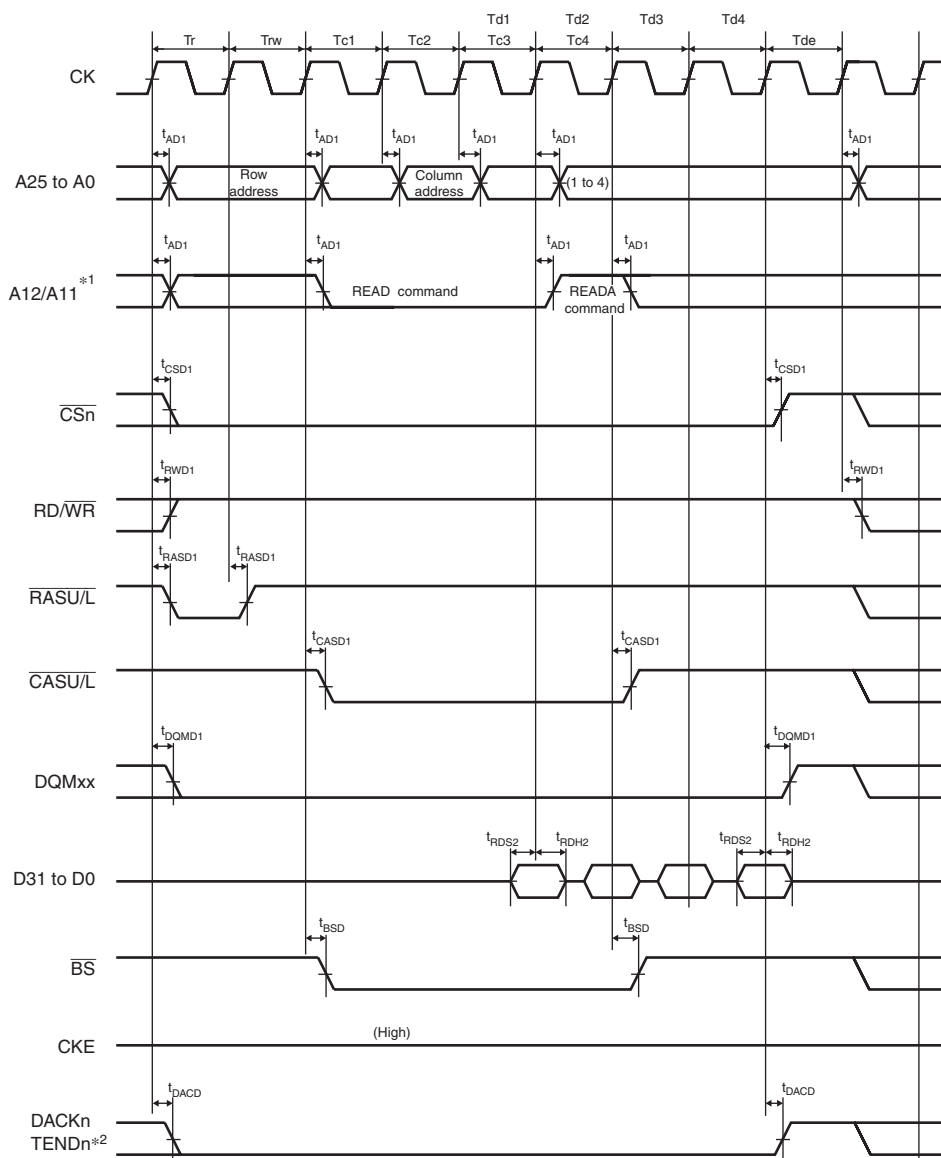 Td1 Td2 Td3 Td4
Tr Trw Tc1 Tc2 Tc3 Tc4 Tde
CK
tAD1 tAD1 tAD1 tAD1 tAD1 tAD1
A25 to A0 Row address Column address (1 to 4)
tAD1 tAD1 tAD1 tAD1
A12/A11*1 READ command READA command
tCSD1 tCSD1
CSn
tRWD1 tRWD1
RD/WR
tRASD1 tRASD1
RASU/L
tCASD1 tCASD1
CASU/L
tDQMD1 tDQMD1
DQMxx
tRDS2 tRDH2 tRDS2 tRDH2
D31 to D0
tBSD tBSD
BS
(High)
CKE
tDACD tDACD
DACKn
TENDn*2